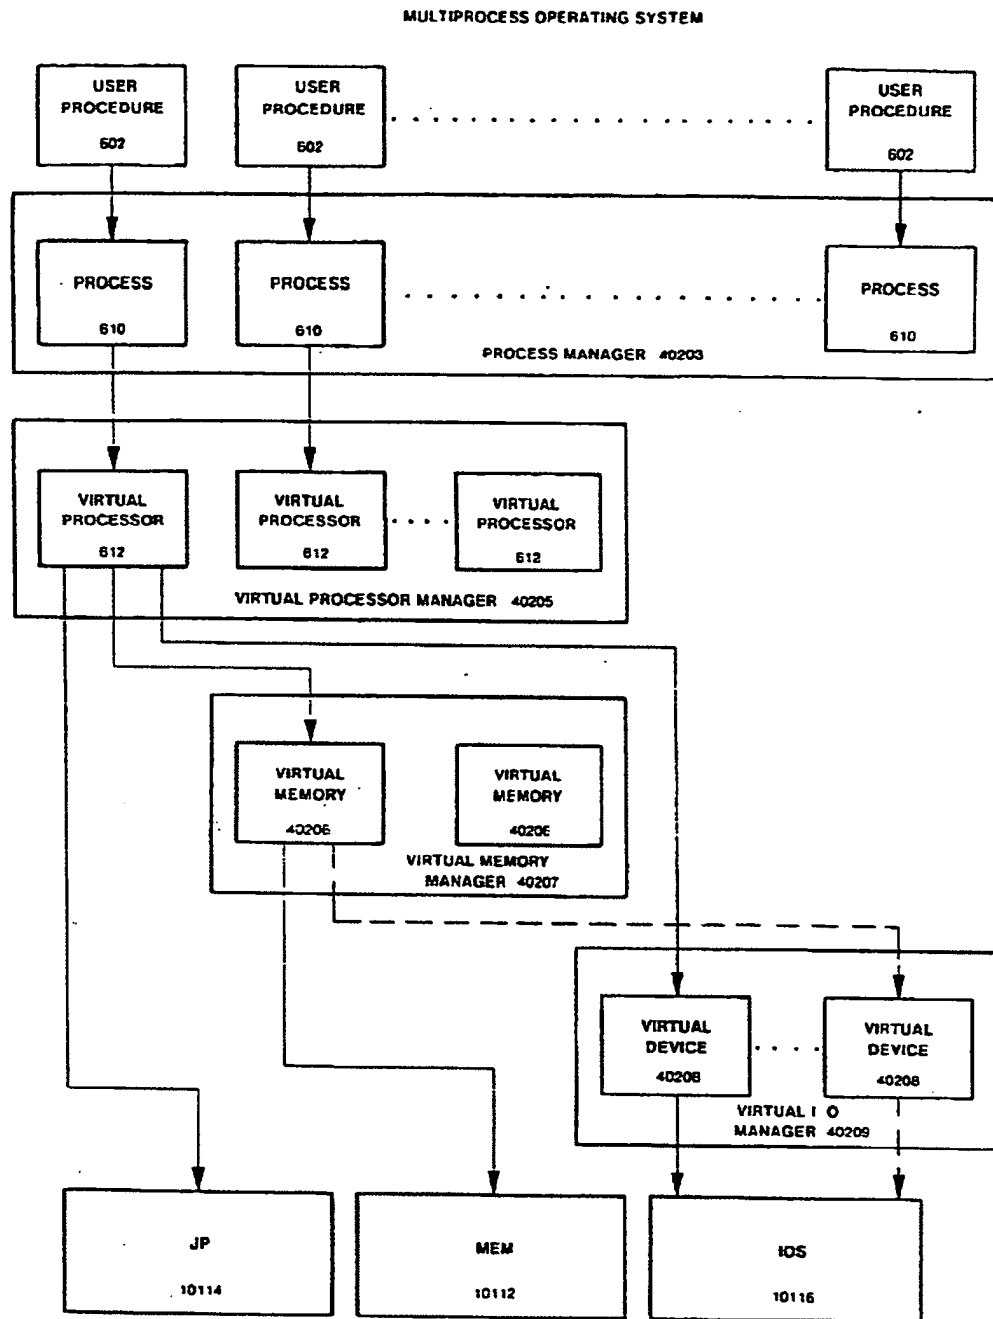 MULTIPROCESS OPERATING SYSTEM
USER
PROCEDURE
602
USER
PROCEDURE
602
USER
PROCEDURE
602
PROCESS
610
PROCESS
610
PROCESS
610
PROCESS MANAGER 40203
VIRTUAL
PROCESSOR
612
VIRTUAL
PROCESSOR
612
VIRTUAL
PROCESSOR
612
VIRTUAL PROCESSOR MANAGER 40205
VIRTUAL
MEMORY
40206
VIRTUAL
MEMORY
40206
VIRTUAL MEMORY
MANAGER 40207
VIRTUAL
DEVICE
40208
VIRTUAL
DEVICE
40208
VIRTUAL I O
MANAGER 40209
JP
10114
MEM
10112
IOS
10116